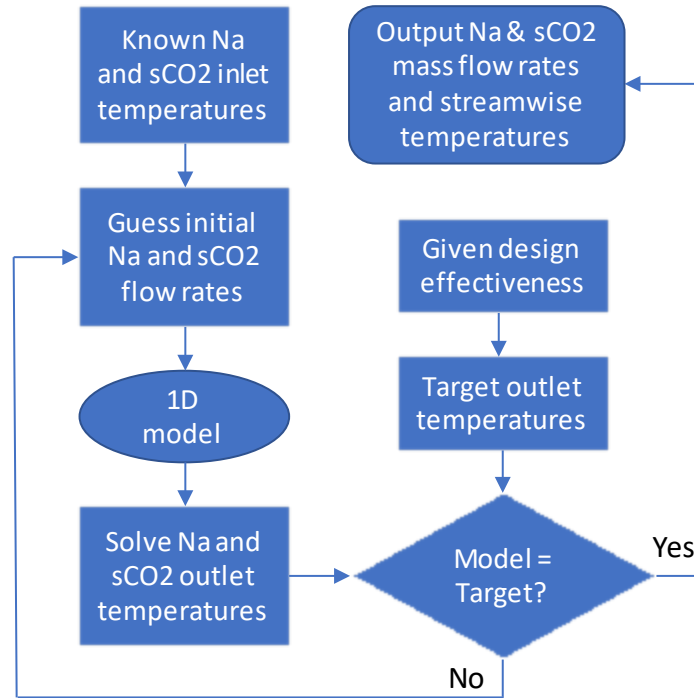 Known Na
and sCO2 inlet
temperatures
Output Na & sCO2
mass flow rates
and streamwise
temperatures
Guess initial
Na and sCO2
flow rates
Given design
effectiveness
1D
model
Target outlet
temperatures
Solve Na and
sCO2 outlet
temperatures
Model =
Target?
Yes
No